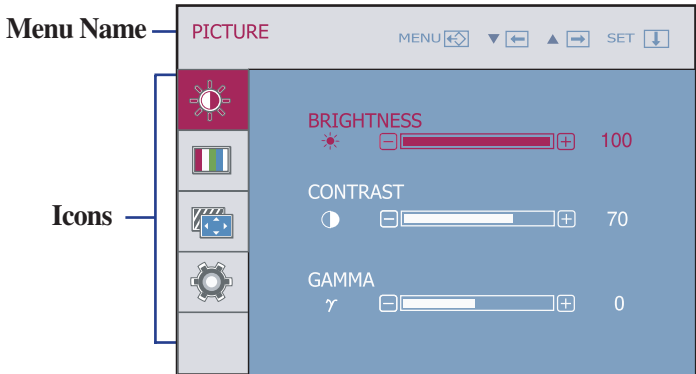 Menu Name
PICTURE
MENU ▼ ▲ SET
Icons
BRIGHTNESS
100
CONTRAST
70
GAMMA
γ 0